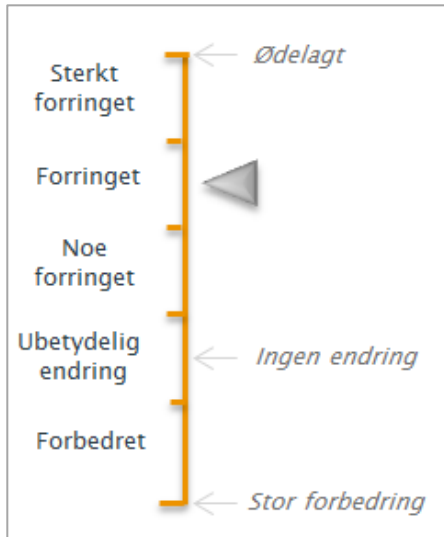 Ødelagt
Sterkt
forringet
Forringet
Noe
forringet
Ubetydelig
endring
Ingen endring
Forbedret
Stor forbedring